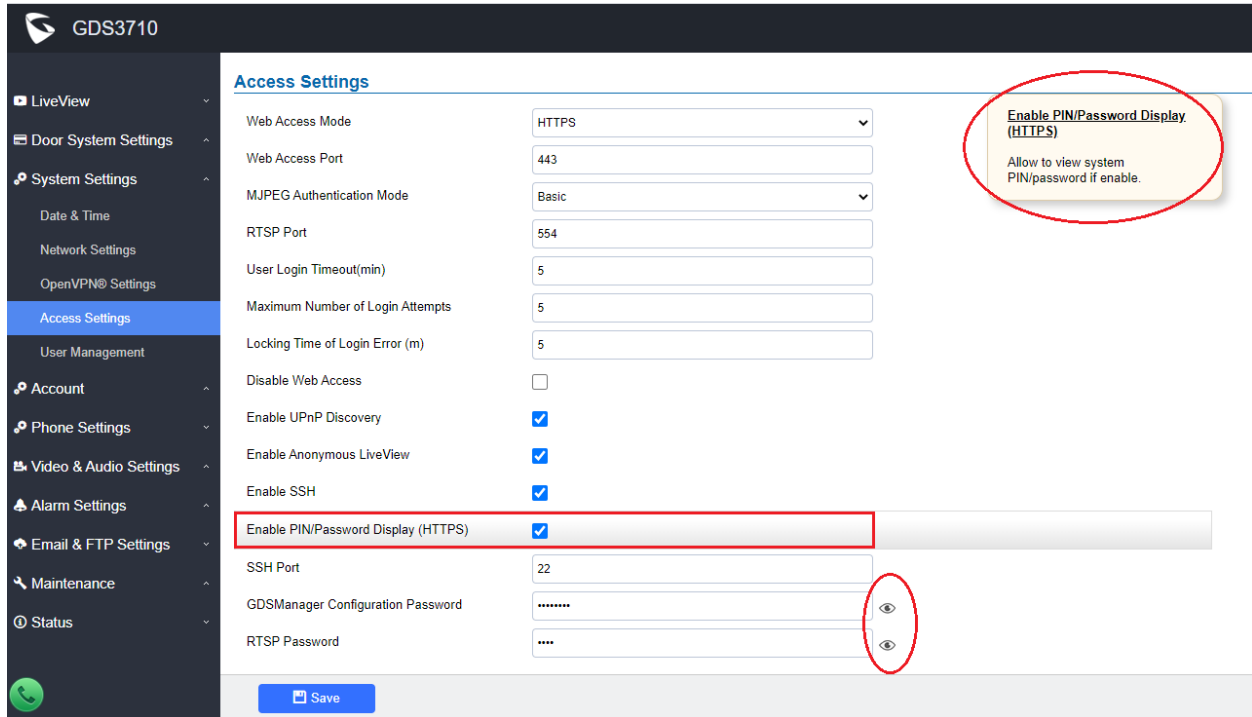 GDS3710
LiveView
Door System Settings
System Settings
Date & Time
Network Settings
OpenVPN® Settings
Access Settings
User Management
Account
Phone Settings
Video & Audio Settings
Alarm Settings
Email & FTP Settings
Maintenance
Status
Access Settings
Web Access Mode HTTPS
Web Access Port 443
MJPEG Authentication Mode Basic
RTSP Port 554
User Login Timeout(min) 5
Maximum Number of Login Attempts 5
Locking Time of Login Error (m) 5
Disable Web Access
Enable UPnP Discovery
Enable Anonymous LiveView
Enable SSH
Enable PIN/Password Display (HTTPS)
SSH Port 22
GDSManager Configuration Password ••••••••
RTSP Password ••••
Save
Enable PIN/Password Display
(HTTPS)
Allow to view system
PIN/password if enable.